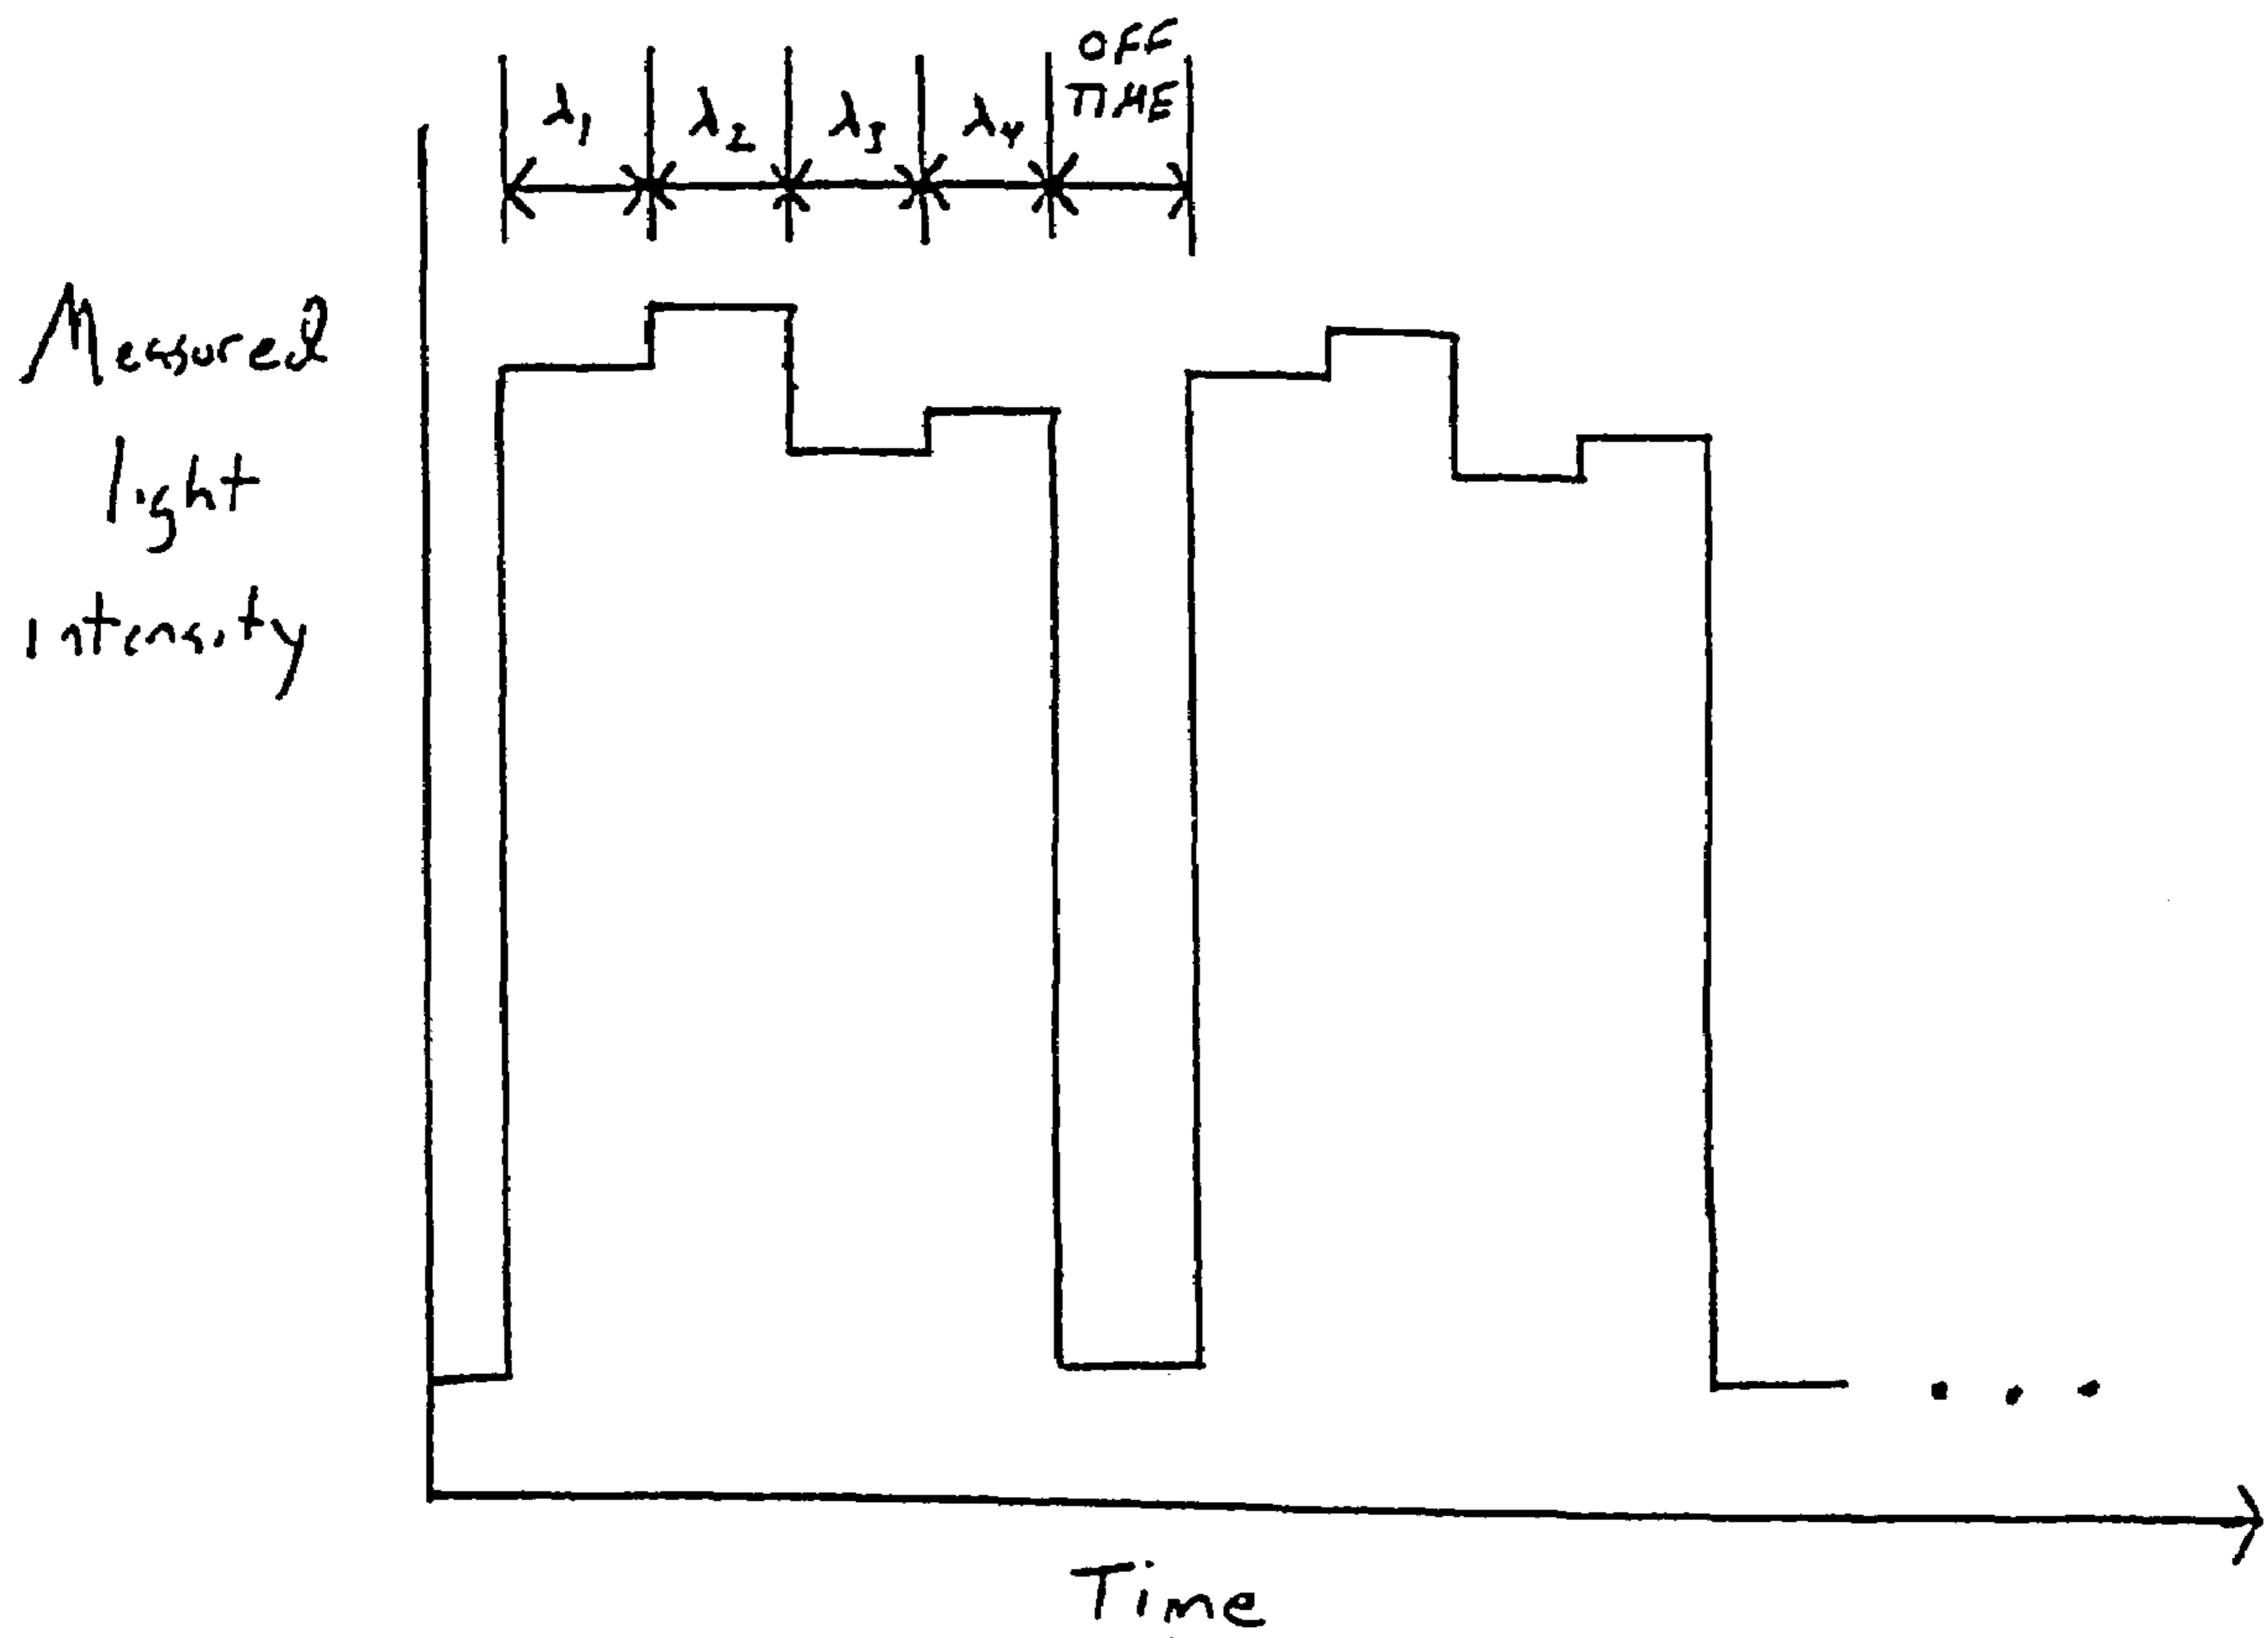 OFF
TIME
λ1 λ2 λ3 λ4
Measured
light
intensity
Time